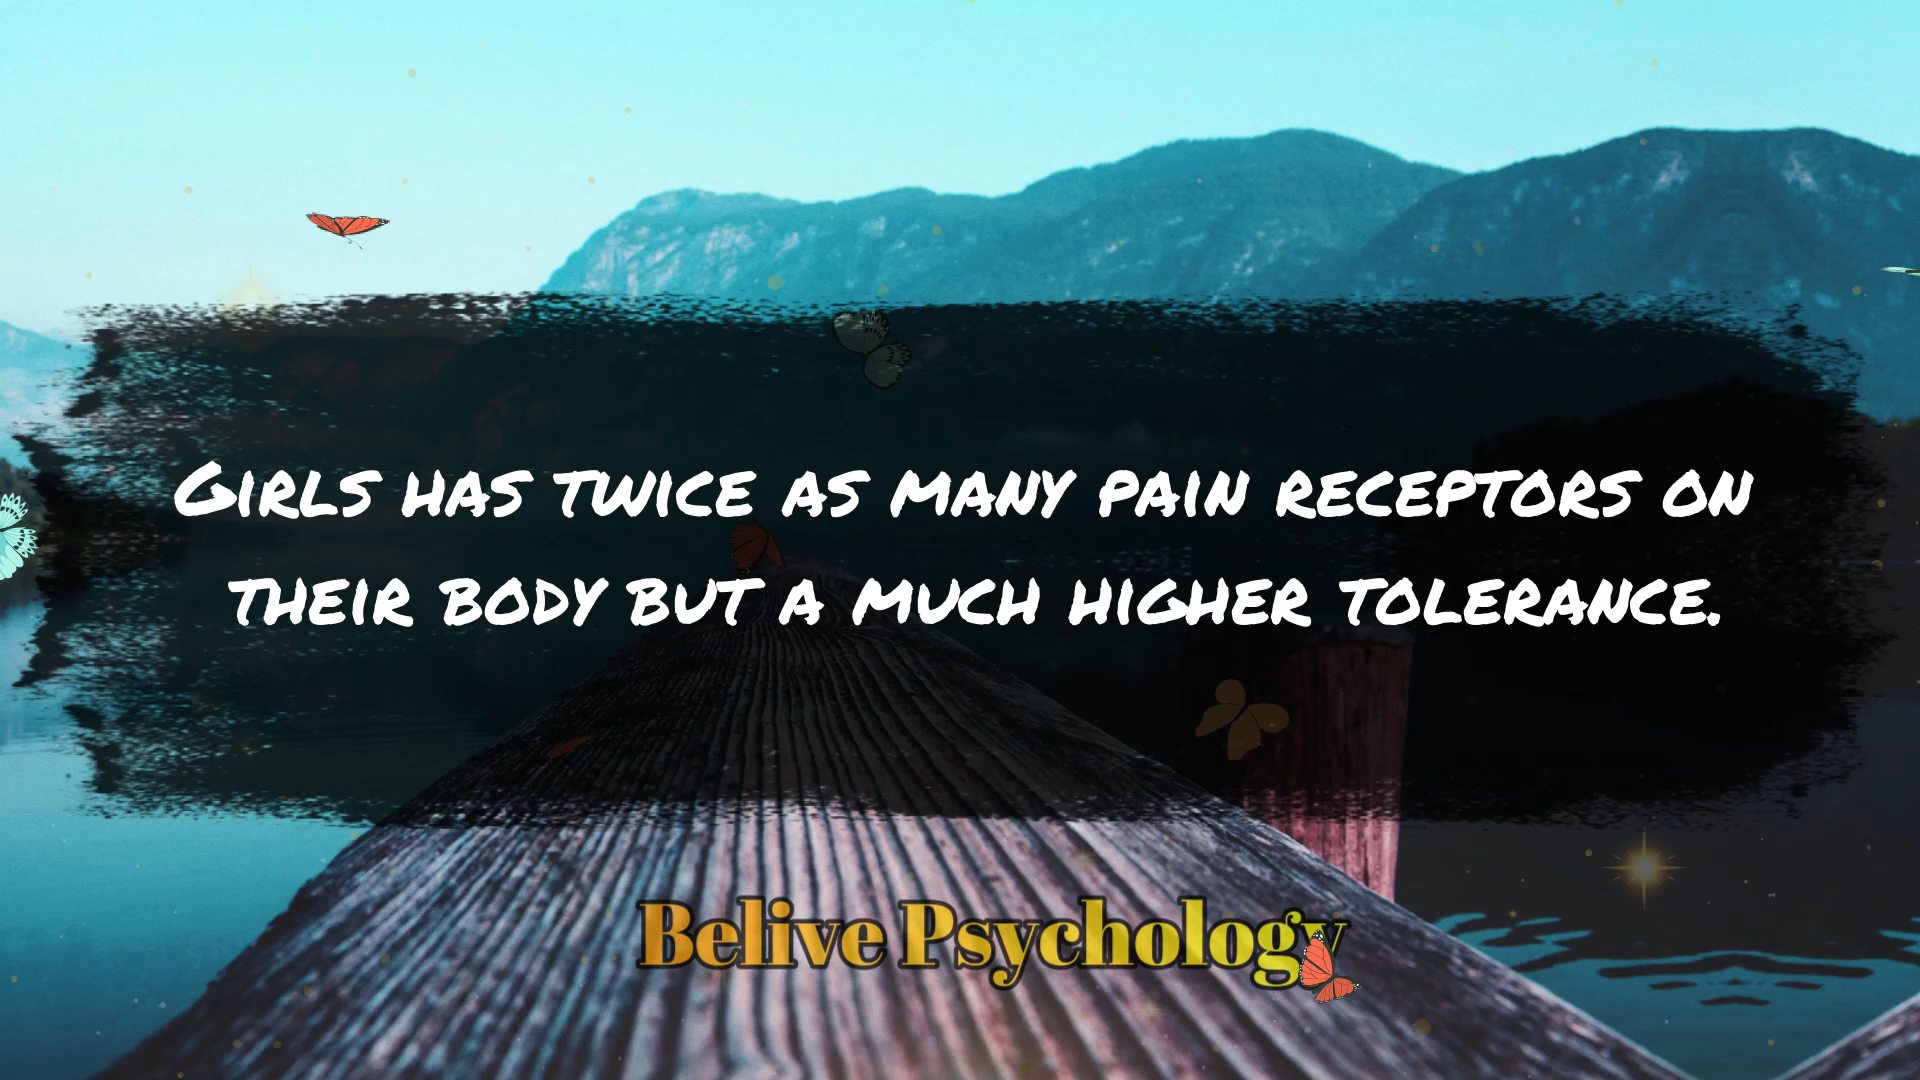 Girls has twice as many pain receptors on
their body but a much higher tolerance.
Belive Psychology